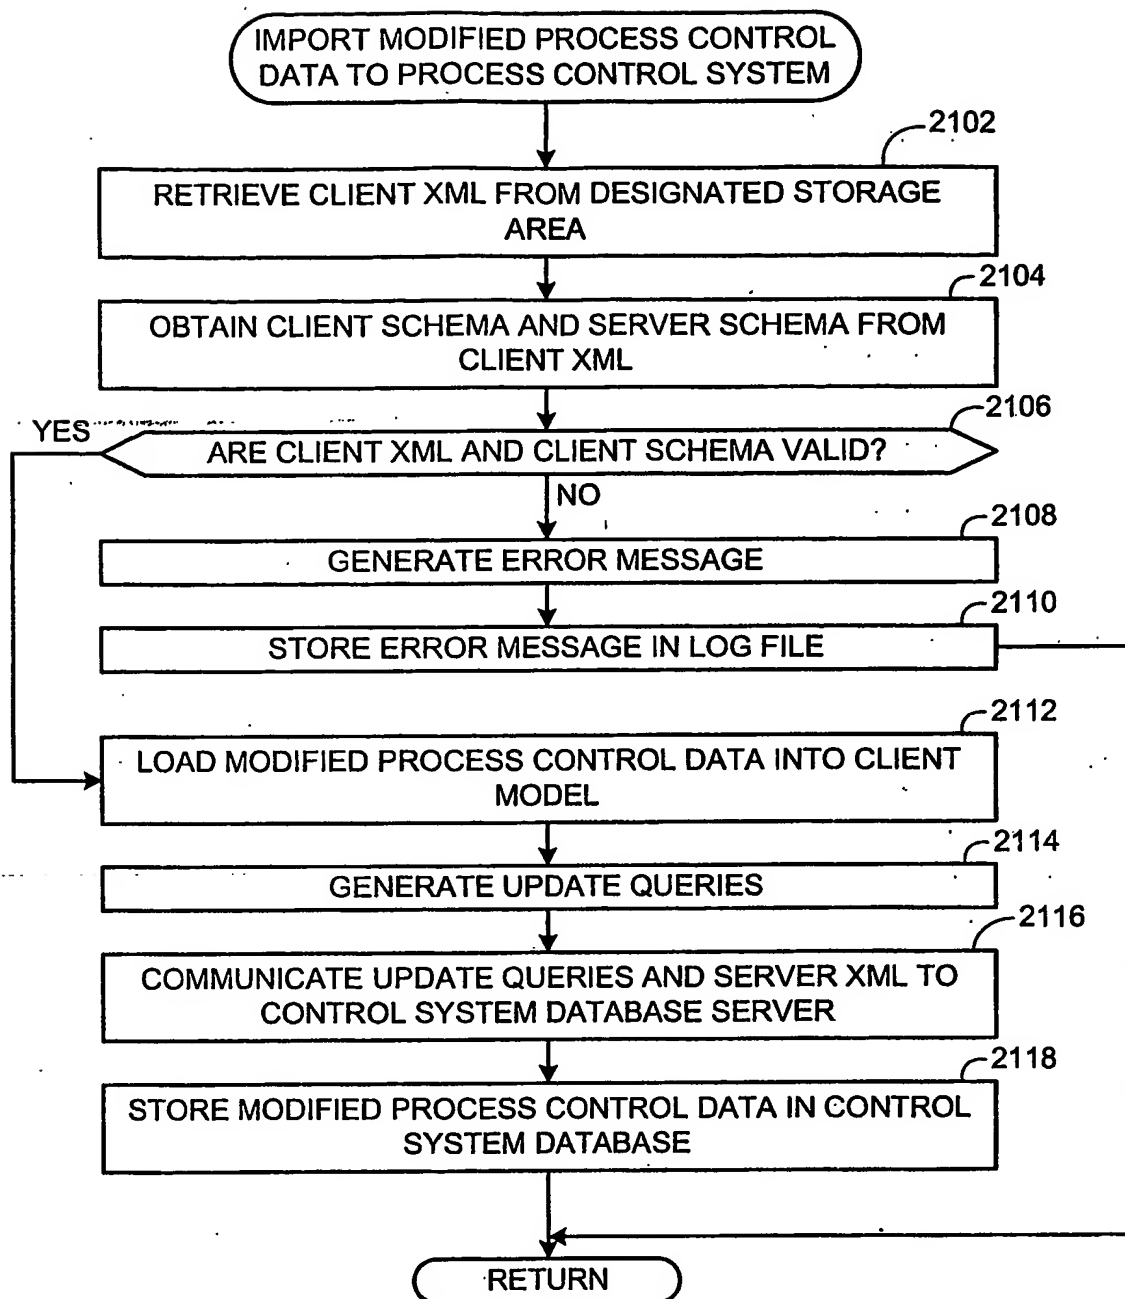 IMPORT MODIFIED PROCESS CONTROL
DATA TO PROCESS CONTROL SYSTEM
2102
RETRIEVE CLIENT XML FROM DESIGNATED STORAGE
AREA
2104
OBTAIN CLIENT SCHEMA AND SERVER SCHEMA FROM
CLIENT XML
2106
YES
ARE CLIENT XML AND CLIENT SCHEMA VALID?
NO
2108
GENERATE ERROR MESSAGE
2110
STORE ERROR MESSAGE IN LOG FILE
2112
LOAD MODIFIED PROCESS CONTROL DATA INTO CLIENT
MODEL
2114
GENERATE UPDATE QUERIES
2116
COMMUNICATE UPDATE QUERIES AND SERVER XML TO
CONTROL SYSTEM DATABASE SERVER
2118
STORE MODIFIED PROCESS CONTROL DATA IN CONTROL
SYSTEM DATABASE
RETURN